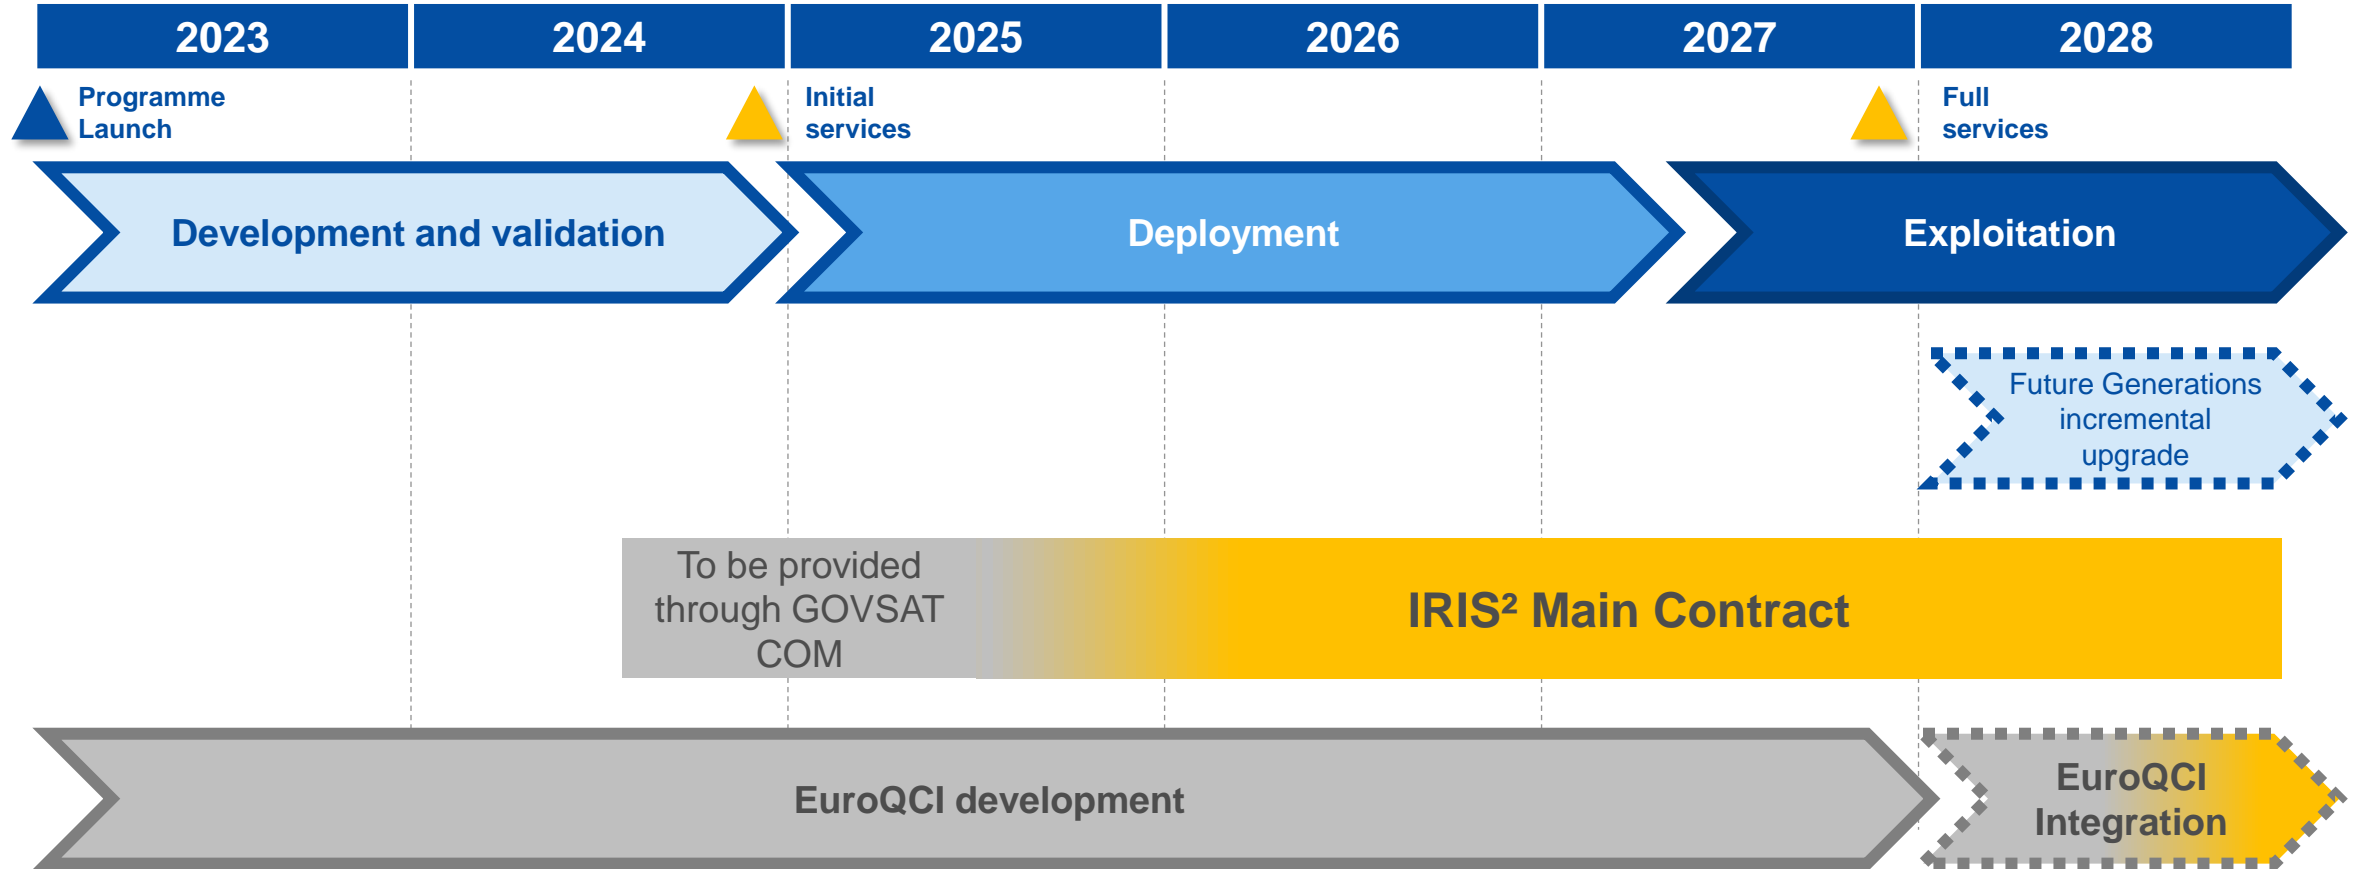 2023
2024
2025
2026
2027
2028
Programme
Launch
Initial
services
Full
services
Development and validation
Deployment
Exploitation
Future Generations
incremental
upgrade
To be provided
through GOVSAT
COM
IRIS² Main Contract
EuroQCI development
EuroQCI
Integration